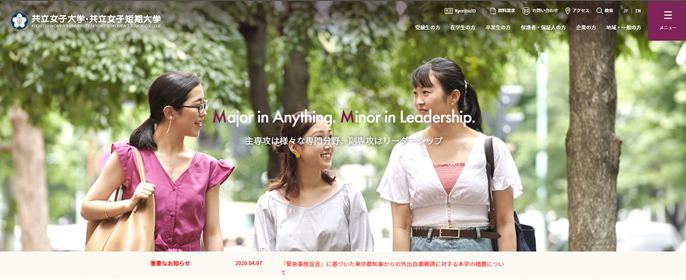 共立女子大学・共立女子短期大学
KyonitsuID
資料請求
お問い合わせ
アクセス
検索
JP
EN
受験生の方
在学生の方
卒業生の方
保護者・保証人の方
企業の方
地域・一般の方
メニュー
Major in Anything. Minor in Leadership.
主専攻は様々な専門分野、副専攻はリーダーシップ
重要なお知らせ
2020.04.07
『緊急事態宣言』に基づいた東京都知事からの外出自粛要請に対する本学の措置につい
て